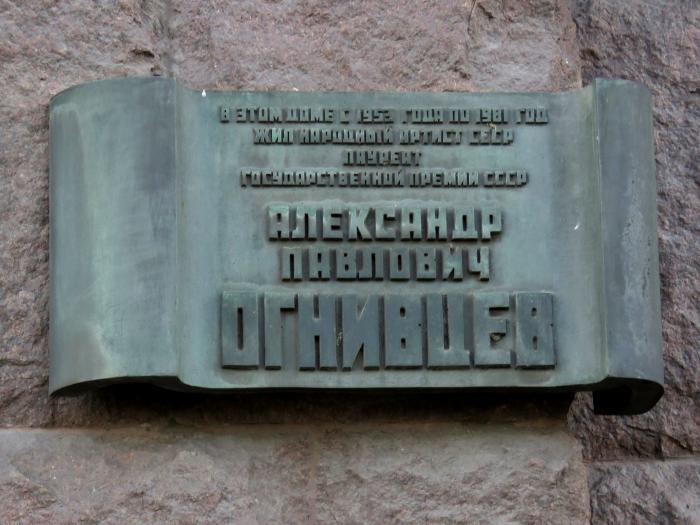 В ЭТОМ ДОМЕ С 1953 ГОДА ПО 1981 ГОД
ЖИЛ НАРОДНЫЙ АРТИСТ СССР
ЛАУРЕАТ
ГОСУДАРСТВЕННОЙ ПРЕМИИ СССР
АЛЕКСАНДР
ПАВЛОВИЧ
ОГНИВЦЕВ